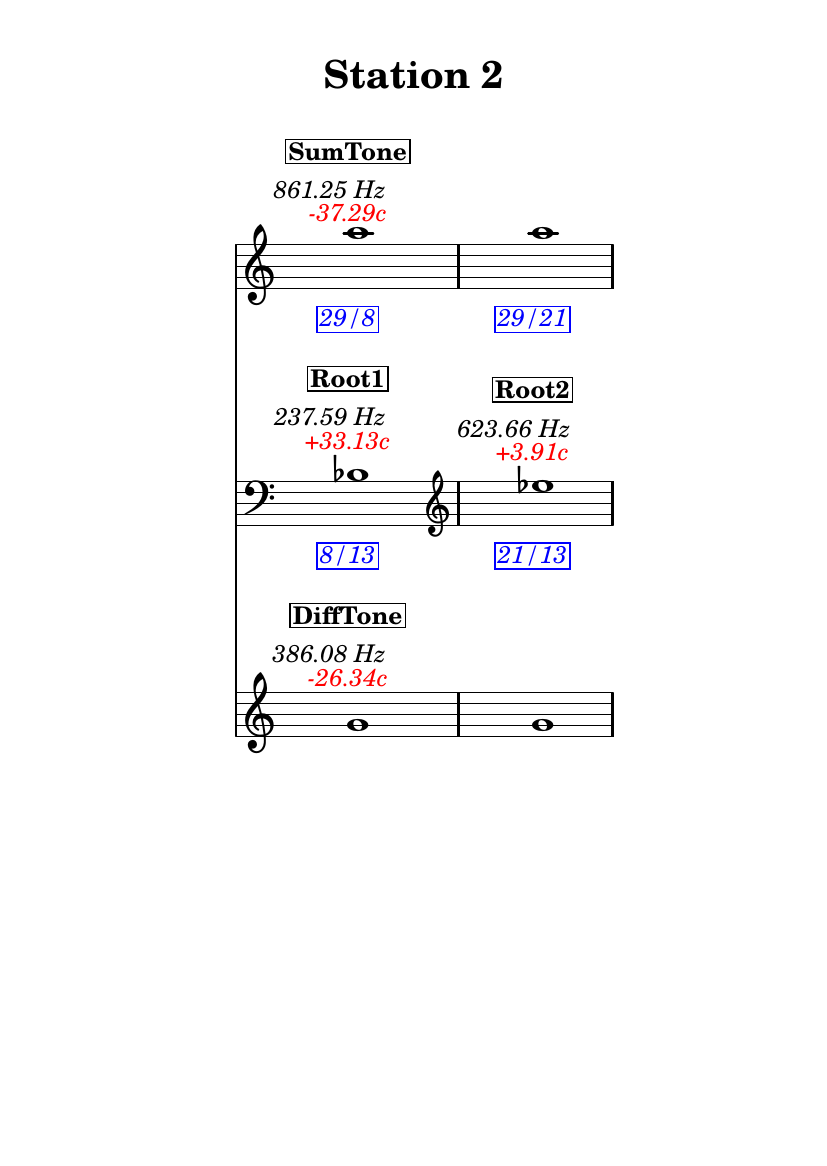 Station 2
SumTone
861.25 Hz
-37.29c
29/8
29/21
Root1
237.59 Hz
+33.13c
Root2
623.66 Hz
+3.91c
8/13
21/13
DiffTone
386.08 Hz
-26.34c